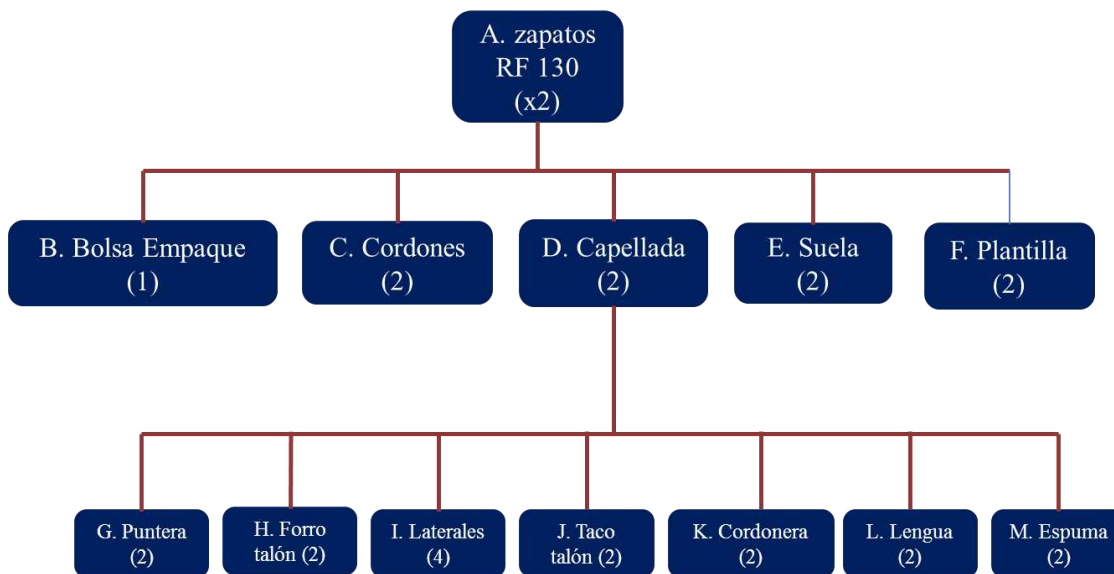 A. zapatos
RF 130
(x2)
B. Bolsa Empaque
(1)
C. Cordones
(2)
D. Capellada
(2)
E. Suela
(2)
F. Plantilla
(2)
G. Puntera
(2)
H. Forro
talón (2)
I. Laterales
(4)
J. Taco
talón (2)
K. Cordonera
(2)
L. Lengua
(2)
M. Espuma
(2)